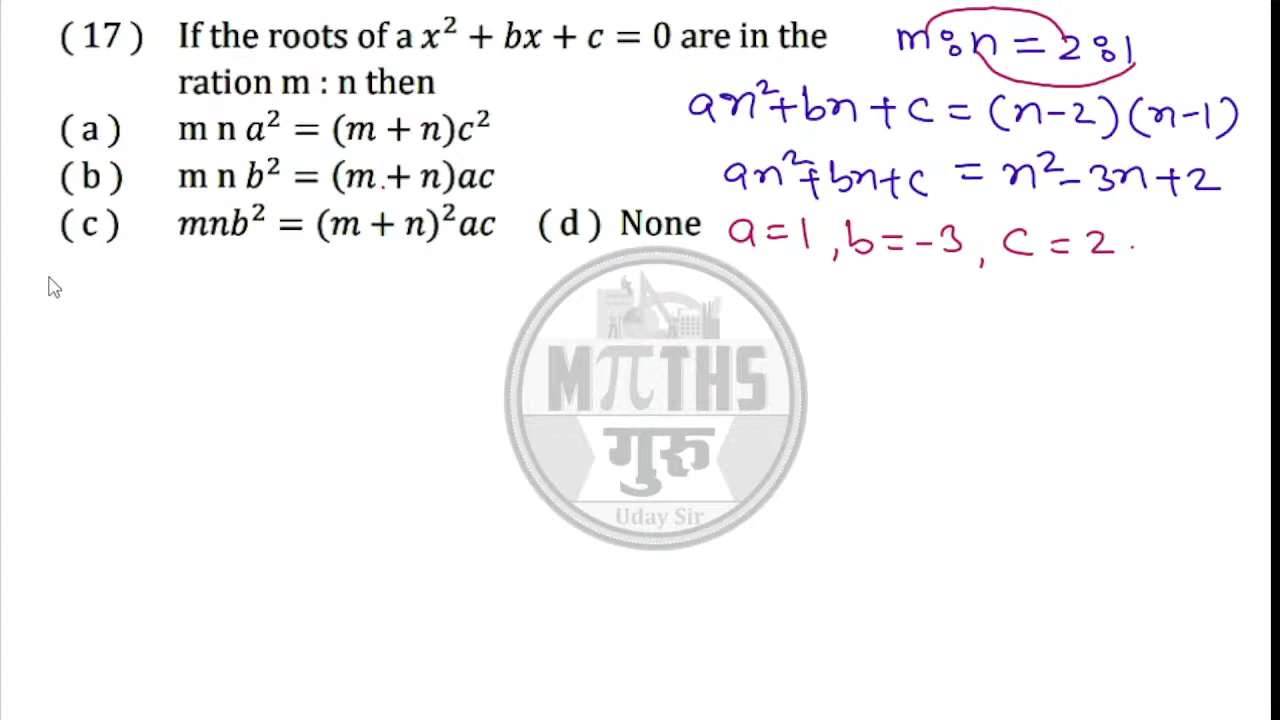 ( 17 ) If the roots of a x² + bx + c = 0 are in the
ration m : n then
( a ) m n a² = (m + n)c²
( b ) m n b² = (m + n)ac
( c ) mnb² = (m + n)²ac ( d ) None
m : n = 2 : 1
ax² + bx + c = (x-2)(x-1)
ax² + bx + c = x² - 3x + 2
a = 1, b = -3, c = 2.
MπTHS
गुरु
Uday Sir